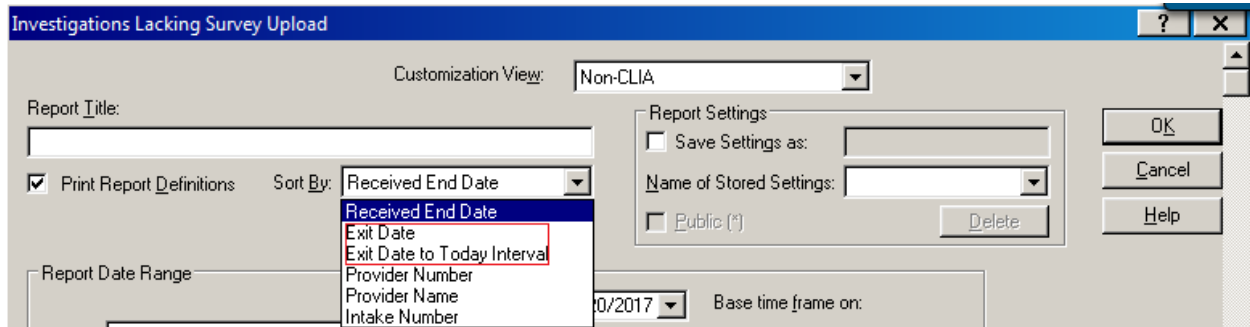 Investigations Lacking Survey Upload
? X
Customization View: Non-CLIA
Report Title:
Report Settings
Save Settings as:
OK
Print Report Definitions Sort By: Received End Date
Name of Stored Settings:
Cancel
Received End Date
Public (*) Delete
Help
Exit Date
Exit Date to Today Interval
Provider Number
Report Date Range
Provider Name
0/2017 Base time frame on:
Intake Number